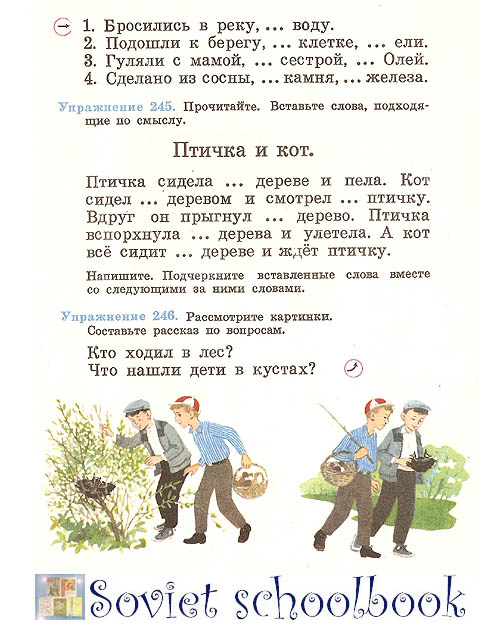 1. Бросились в реку, ... воду.
2. Подошли к берегу, ... клетке, ... ели.
3. Гуляли с мамой, ... сестрой, ... Олей.
4. Сделано из сосны, ... камня, ... железа.
Упражнение 245. Прочитайте. Вставьте слова, подходя-
щие по смыслу.
Птичка и кот.
Птичка сидела ... дереве и пела. Кот
сидел ... деревом и смотрел ... птичку.
Вдруг он прыгнул ... дерево. Птичка
вспорхнула ... дерева и улетела. А кот
всё сидит ... дереве и ждёт птичку.
Напишите. Подчеркните вставленные слова вместе
со следующими за ними словами.
Упражнение 246. Рассмотрите картинки.
Составьте рассказ по вопросам.
Кто ходил в лес?
Что нашли дети в кустах?
Soviet schoolbook